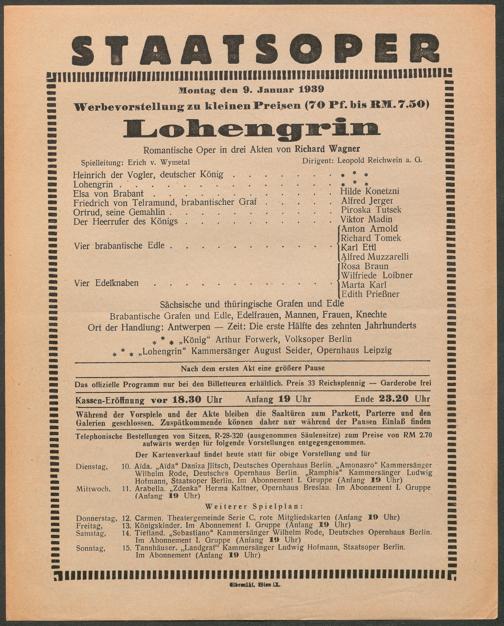 STAATSOPER
Montag den 9. Januar 1939
Werbevorstellung zu kleinen Preisen (70 Pf. bis RM. 7.50)
Lohengrin
Romantische Oper in drei Akten von Richard Wagner
Spielleitung: Erich v. Wymetal Dirigent: Leopold Reichwein a. G.
Heinrich der Vogler, deutscher König . . . . . . * * *
Lohengrin . . . . . . * * *
Elsa von Brabant . . . . . . Hilde Konetzni
Friedrich von Telramund, brabantischer Graf . . . . . . Alfred Jerger
Ortrud, seine Gemahlin . . . . . . Piroska Tutsek
Der Heerrufer des Königs . . . . . . Viktor Madin
Vier brabantische Edle . . . . . . Anton Arnold
Richard Tomek
Karl Ettl
Alfred Muzzarelli
Vier Edelknaben . . . . . . Rosa Braun
Wilfriede Loibner
Marta Karl
Edith Prießner
Sächsische und thüringische Grafen und Edle
Brabantische Grafen und Edle, Edelfrauen, Mannen, Frauen, Knechte
Ort der Handlung: Antwerpen — Zeit: Die erste Hälfte des zehnten Jahrhunderts
* * * „König" Arthur Forwerk, Volksoper Berlin
* * * „Lohengrin" Kammersänger August Seider, Opernhaus Leipzig
Nach dem ersten Akt eine größere Pause
Das offizielle Programm nur bei den Billetteuren erhältlich. Preis 33 Reichspfennig — Garderobe frei
Kassen-Eröffnung vor 18.30 Uhr Anfang 19 Uhr Ende 23.20 Uhr
Während der Vorspiele und der Akte bleiben die Saaltüren zum Parkett, Parterre und den
Galerien geschlossen. Zuspätkommende können daher nur während der Pausen Einlaß finden
Telephonische Bestellungen von Sitzen, R-28-320 (ausgenommen Säulensitze) zum Preise von RM 2.70
aufwärts werden für folgende Vorstellungen entgegengenommen.
Der Kartenverkauf findet heute statt für obige Vorstellung und für
Dienstag, 10. Aida. „Aida" Daniza Ilitsch, Deutsches Opernhaus Berlin. „Amonasro" Kammersänger
Wilhelm Rode, Deutsches Opernhaus Berlin. „Ramphis" Kammersänger Ludwig
Hofmann, Staatsoper Berlin. Im Abonnement I. Gruppe (Anfang 19 Uhr)
Mittwoch, 11. Arabella. „Zdenka" Herma Kaltner, Opernhaus Breslau. Im Abonnement I. Gruppe
(Anfang 19 Uhr)
Weiterer Spielplan:
Donnerstag, 12. Carmen. Theatergemeinde Serie C, rote Mitgliedskarten (Anfang 19 Uhr)
Freitag, 13. Königskinder. Im Abonnement I. Gruppe (Anfang 19 Uhr)
Samstag, 14. Tiefland. „Sebastiano" Kammersänger Wilhelm Rode, Deutsches Opernhaus Berlin.
Im Abonnement I. Gruppe (Anfang 19 Uhr)
Sonntag, 15. Tannhäuser. „Landgraf" Kammersänger Ludwig Hofmann, Staatsoper Berlin.
Im Abonnement I. Gruppe (Anfang 19 Uhr)
Elbemühl, Wien IX.